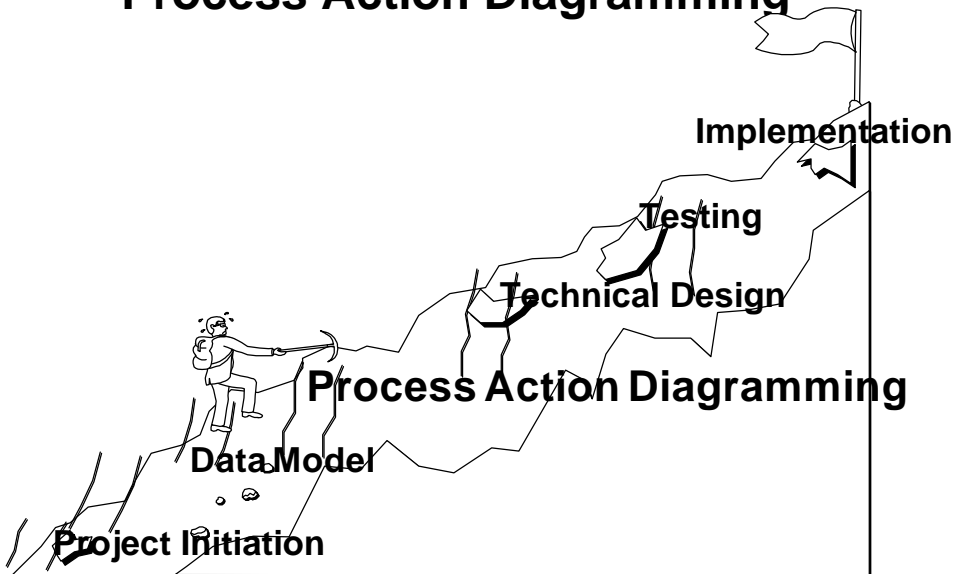 Process Action Diagramming
Implementation
Testing
Technical Design
Process Action Diagramming
Data Model
Project Initiation